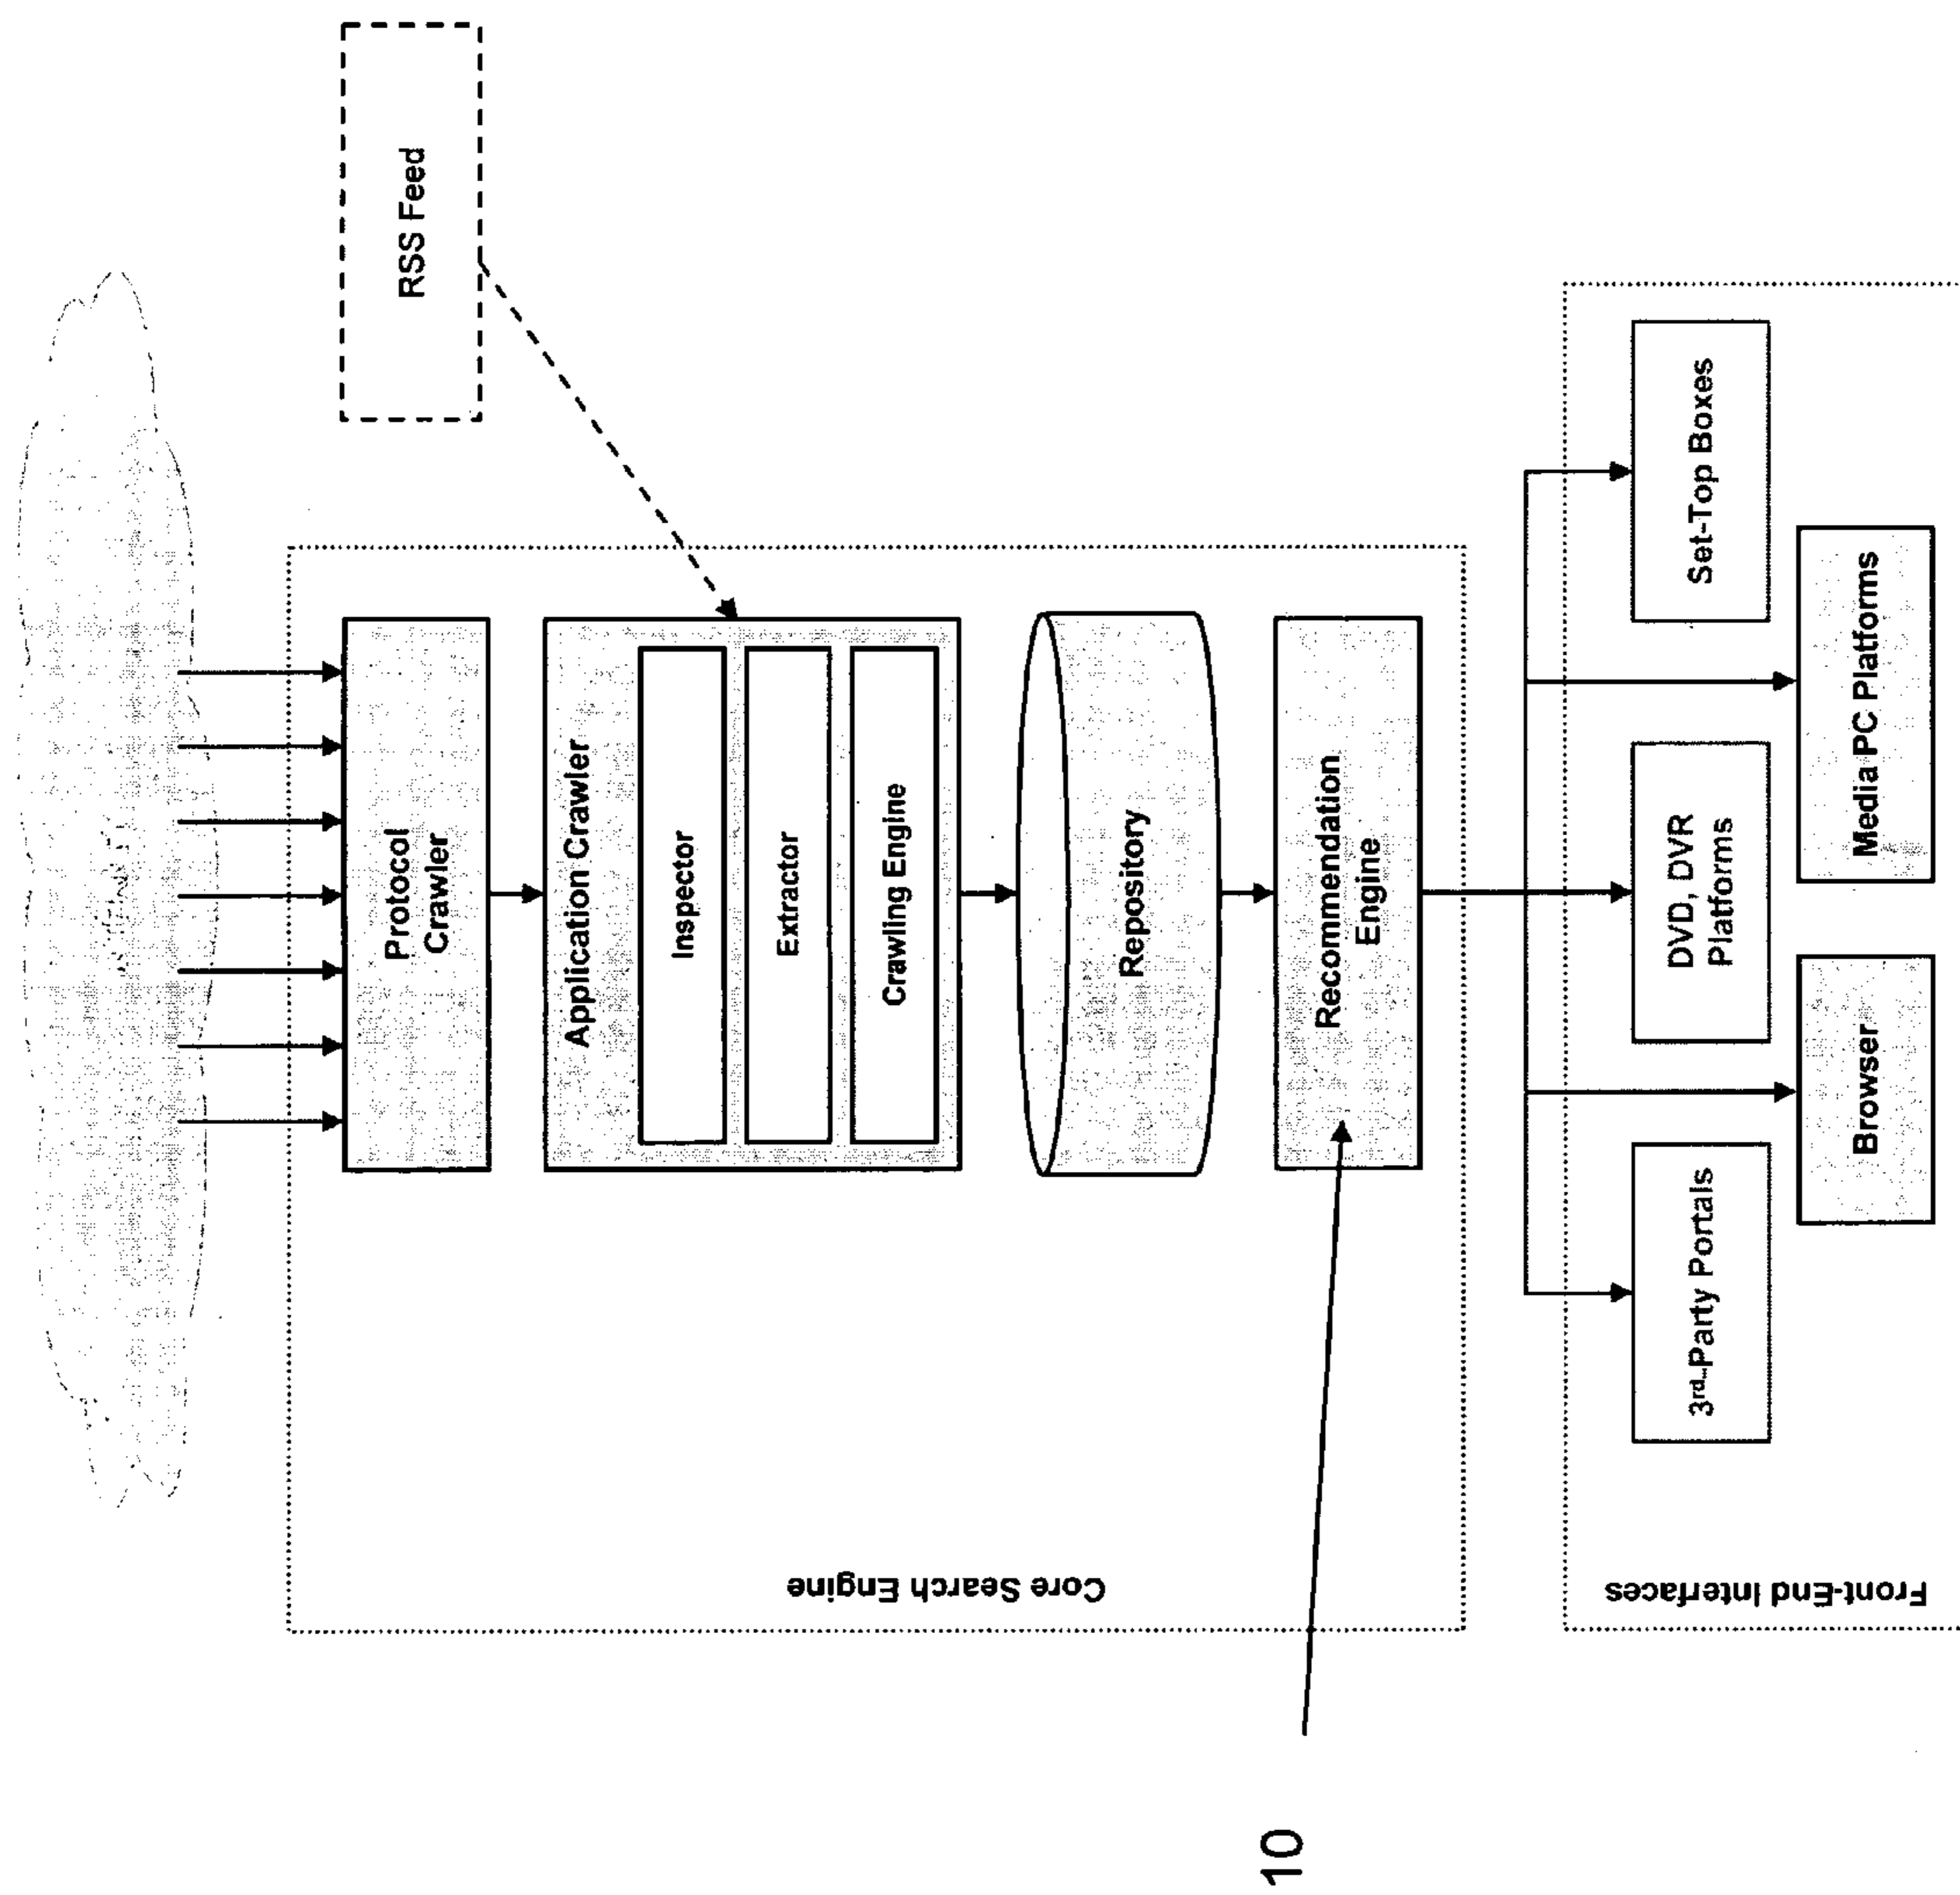 RSS Feed
Protocol
Crawler
Application Crawler
Inspector
Extractor
Crawling Engine
Repository
Recommendation
Engine
Core Search Engine
10
3rd-Party Portals
Browser
DVD, DVR
Platforms
Media PC Platforms
Set-Top Boxes
Front-End Interfaces